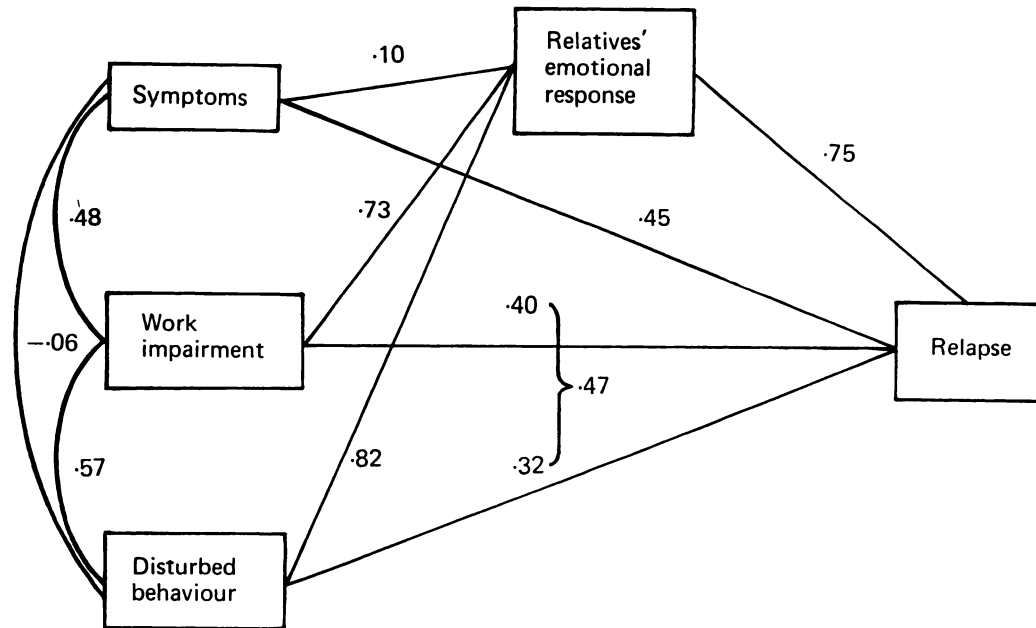 Relatives'
emotional
response
·10
Symptoms
·75
·48
·73
·45
·40
Work
impairment
—·06
Relapse
·47
·57
·82
·32
Disturbed
behaviour